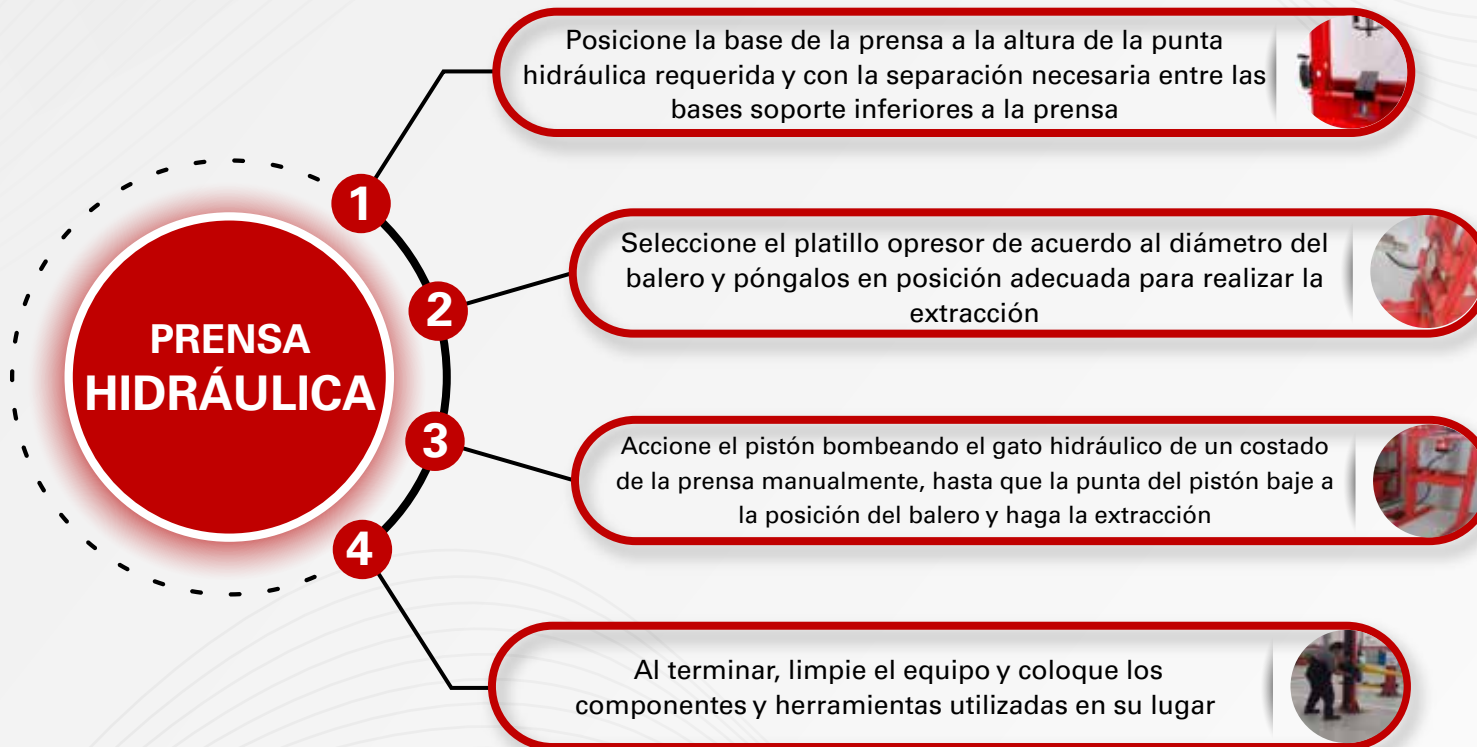 PRENSA
HIDRÁULICA
1
Posicione la base de la prensa a la altura de la punta
hidráulica requerida y con la separación necesaria entre las
bases soporte inferiores a la prensa
2
Seleccione el platillo opresor de acuerdo al diámetro del
balero y póngalos en posición adecuada para realizar la
extracción
3
Accione el pistón bombeando el gato hidráulico de un costado
de la prensa manualmente, hasta que la punta del pistón baje a
la posición del balero y haga la extracción
4
Al terminar, limpie el equipo y coloque los
componentes y herramientas utilizadas en su lugar